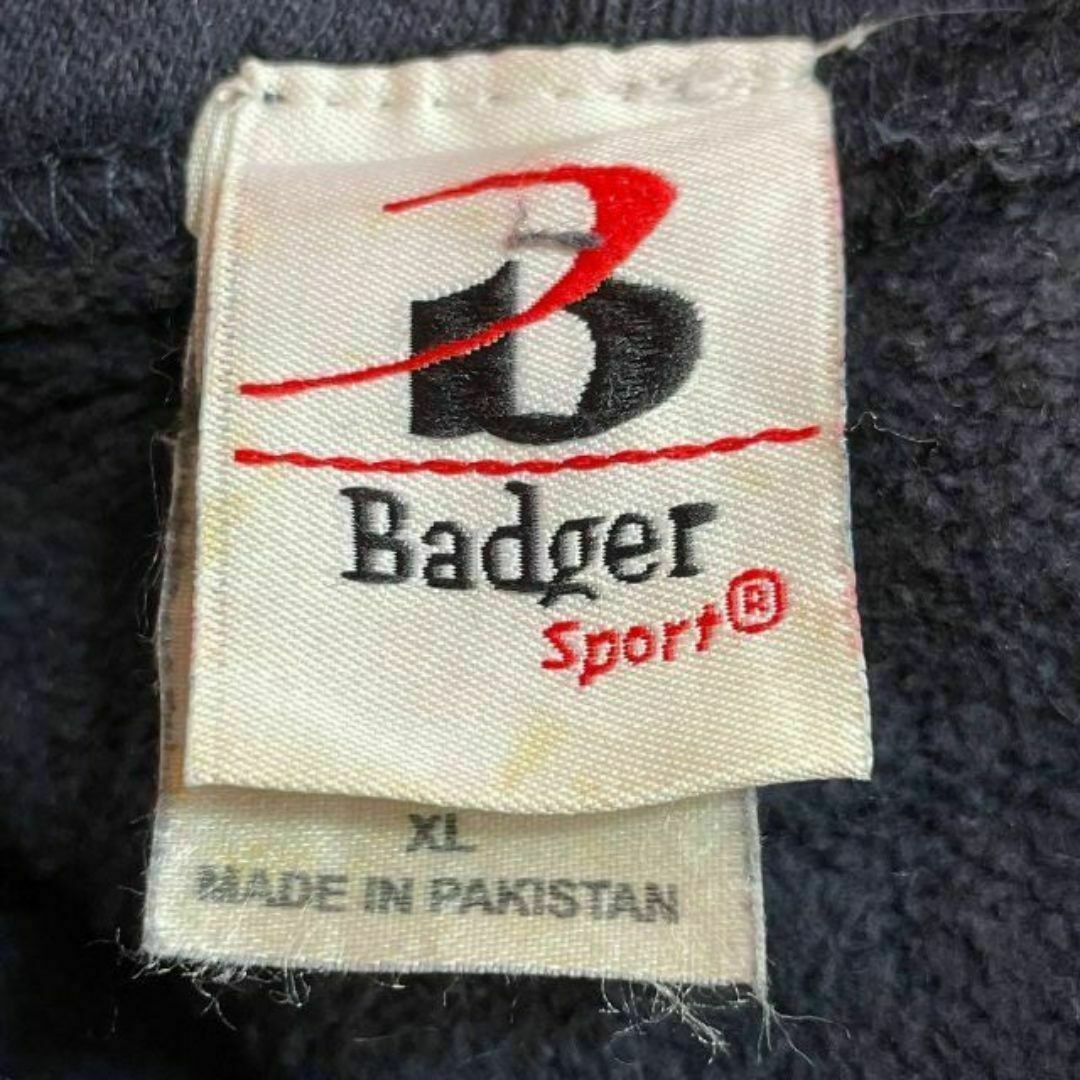 B
Badger
Sport®
XL
MADE IN PAKISTAN